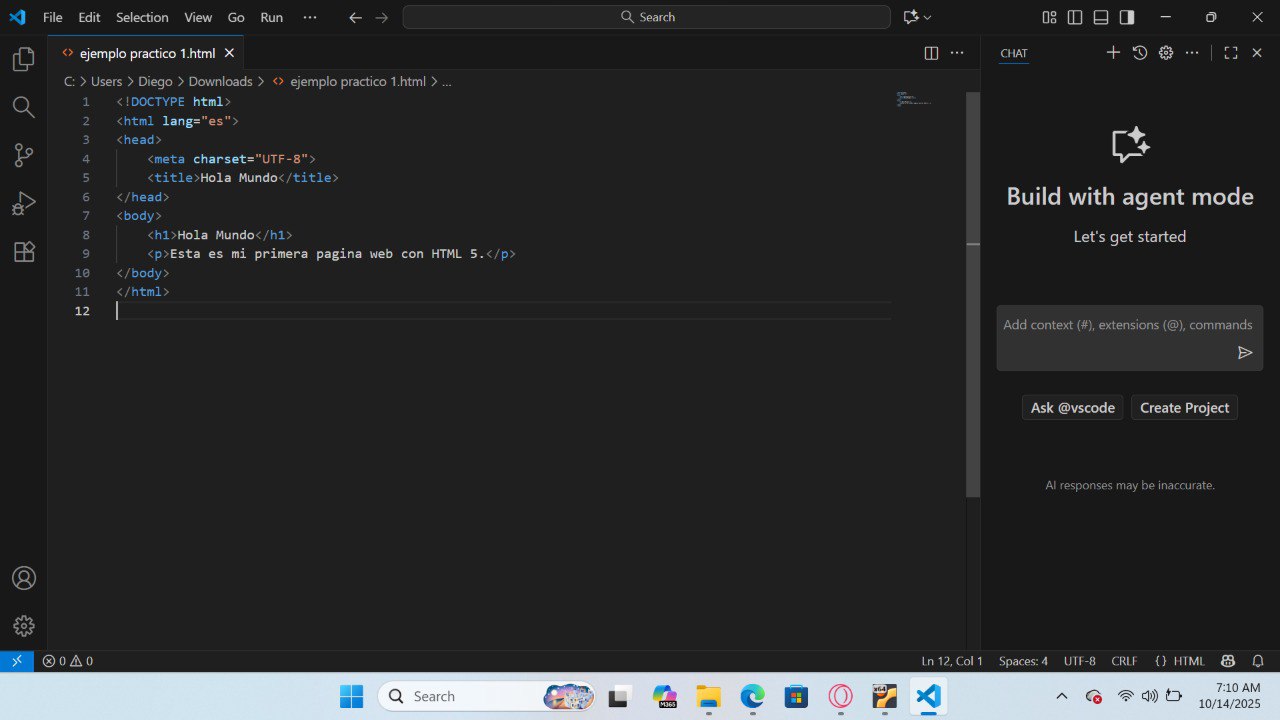 File Edit Selection View Go Run ··· Search
ejemplo practico 1.html
CHAT
C: > Users > Diego > Downloads > ejemplo practico 1.html > ...
1 <!DOCTYPE html>
2 <html lang="es">
3 <head>
4 <meta charset="UTF-8">
5 <title>Hola Mundo</title>
6 </head>
7 <body>
8 <h1>Hola Mundo</h1>
9 <p>Esta es mi primera pagina web con HTML 5.</p>
10 </body>
11 </html>
12
Build with agent mode
Let's get started
Add context (#), extensions (@), commands
Ask @vscode Create Project
AI responses may be inaccurate.
0 0 Ln 12, Col 1 Spaces: 4 UTF-8 CRLF {} HTML
Search
M365
x64
7:10 AM
10/14/2025